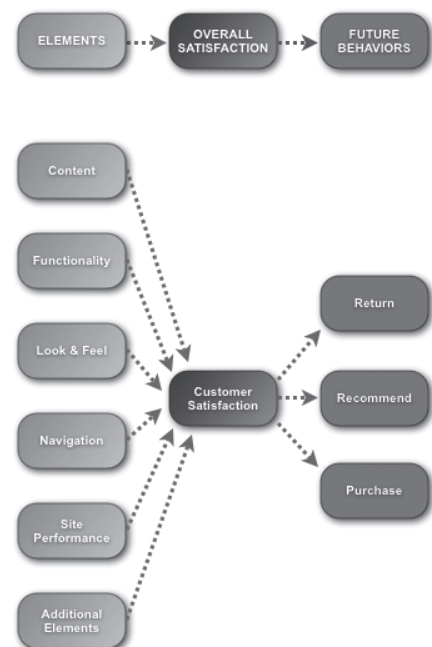 ELEMENTS
OVERALL
SATISFACTION
FUTURE
BEHAVIORS
Content
Functionality
Look & Feel
Navigation
Site
Performance
Additional
Elements
Customer
Satisfaction
Return
Recommend
Purchase